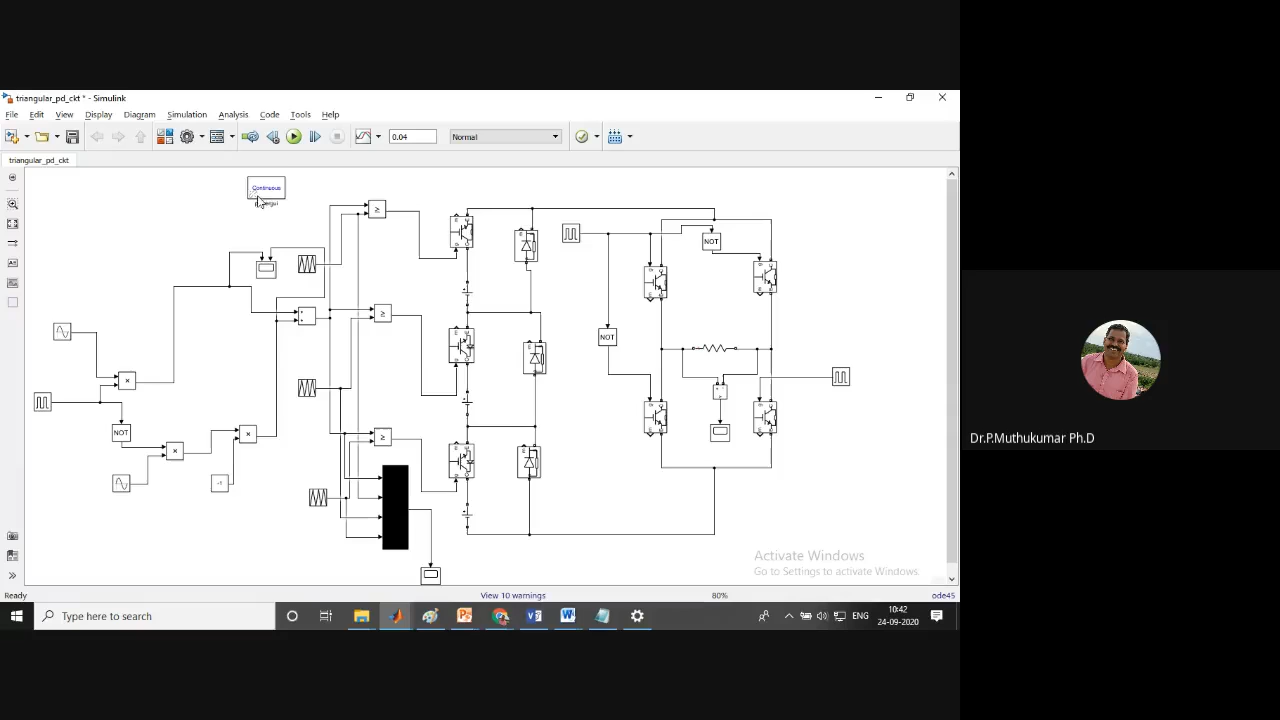 triangular_pd_ckt * - Simulink
File Edit View Display Diagram Simulation Analysis Code Tools Help
0.04 Normal
triangular_pd_ckt
Continuous
≥
NOT
≥
NOT
×
NOT
×
×
≥
-1
Dr.P.Muthukumar Ph.D
Activate Windows
Go to Settings to activate Windows.
Ready View 10 warnings 80% ode45
Type here to search
ENG
10:42
24-09-2020